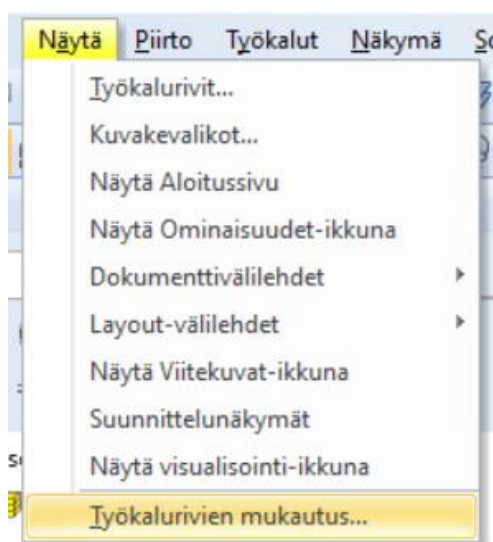 Näytä Piirto Työkalut Näkymä
Työkalurivit...
Kuvakevalikot...
Näytä Aloitussivu
Näytä Ominaisuudet-ikkuna
Dokumenttivälilehdet
Layout-välilehdet
Näytä Viitekuvat-ikkuna
Suunnittelunäkymät
Näytä visualisointi-ikkuna
Työkalurivien mukautus...